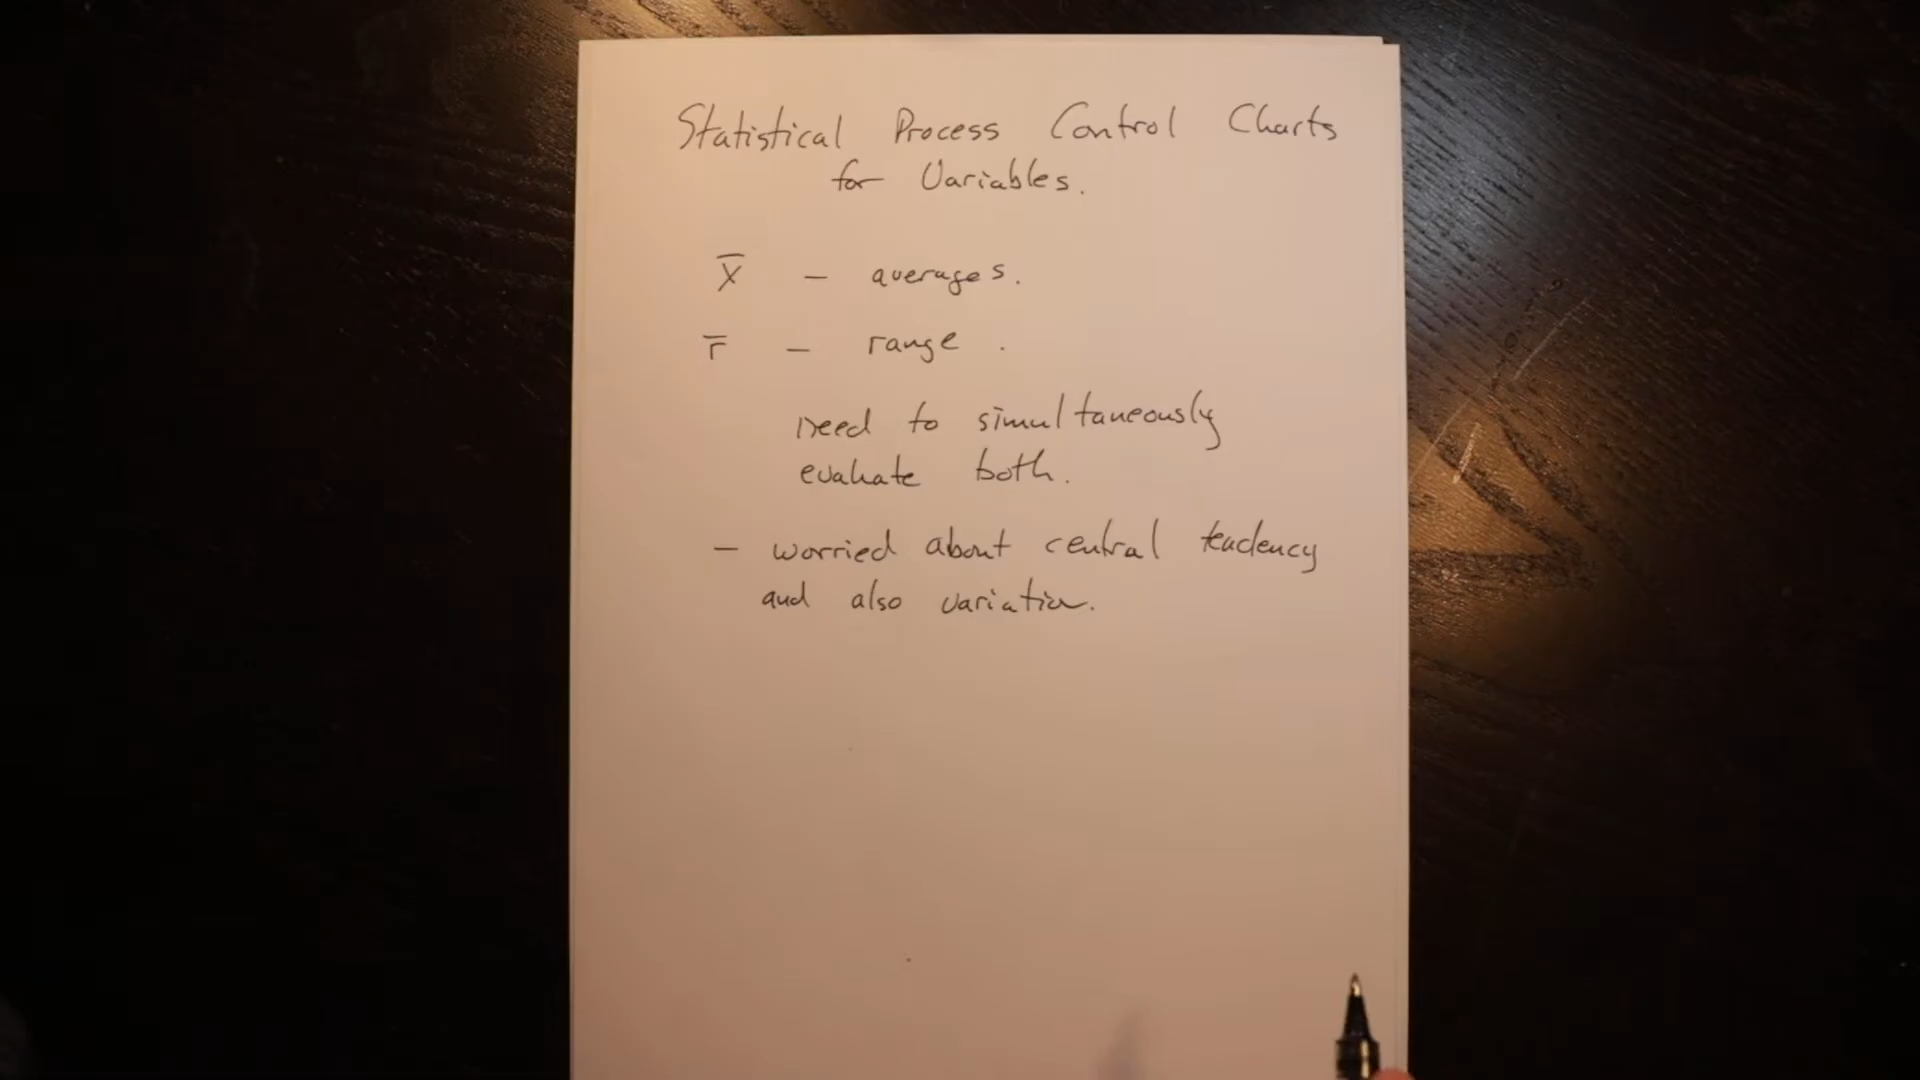 Statistical Process Control Charts
for Variables.
X̅ - averages.
r̅ - range .
need to simultaneously
evaluate both.
- worried about central tendency
and also variation.